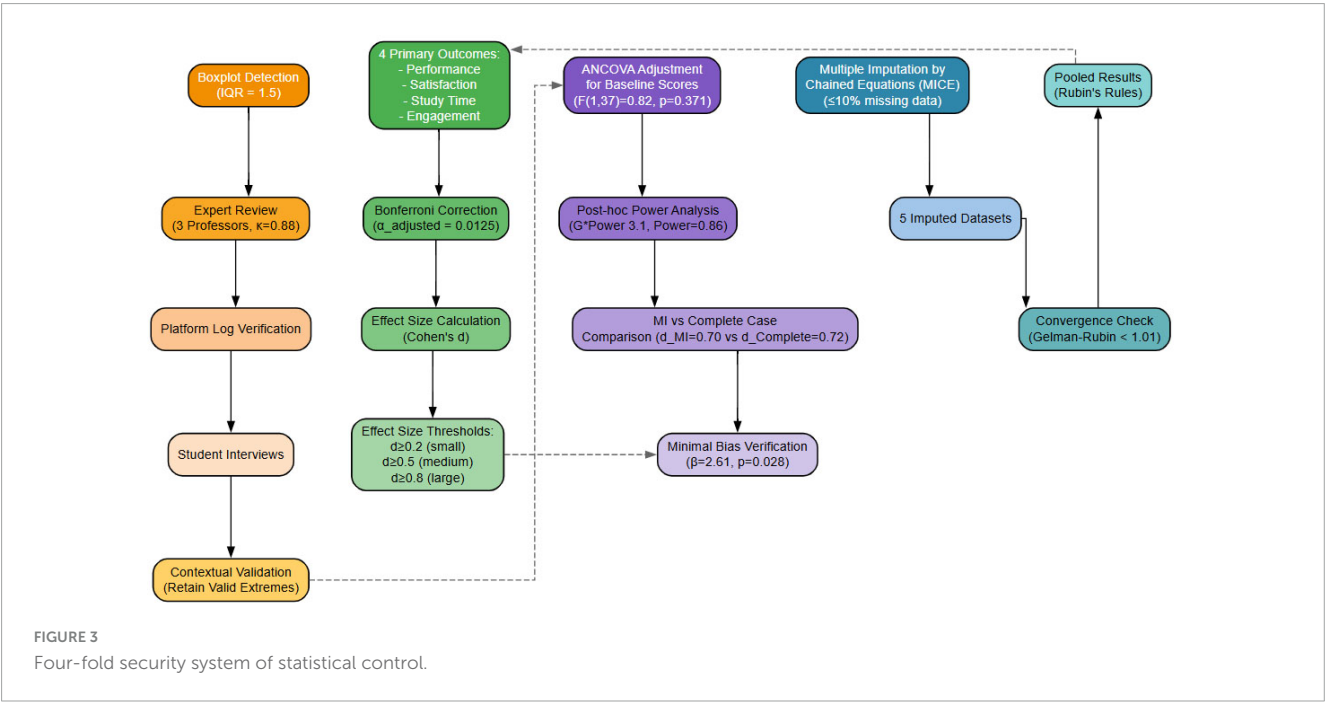 Boxplot Detection
(IQR = 1.5)
Expert Review
(3 Professors, κ=0.88)
Platform Log Verification
Student Interviews
Contextual Validation
(Retain Valid Extremes)
4 Primary Outcomes:
- Performance
- Satisfaction
- Study Time
- Engagement
Bonferroni Correction
(α_adjusted = 0.0125)
Effect Size Calculation
(Cohen's d)
Effect Size Thresholds:
d≥0.2 (small)
d≥0.5 (medium)
d≥0.8 (large)
ANCOVA Adjustment
for Baseline Scores
(F(1,37)=0.82, p=0.371)
Post-hoc Power Analysis
(G*Power 3.1, Power=0.86)
MI vs Complete Case
Comparison (d_MI=0.70 vs d_Complete=0.72)
Minimal Bias Verification
(β=2.61, p=0.028)
Multiple Imputation by
Chained Equations (MICE)
(≤10% missing data)
5 Imputed Datasets
Convergence Check
(Gelman-Rubin < 1.01)
Pooled Results
(Rubin's Rules)
FIGURE 3
Four-fold security system of statistical control.